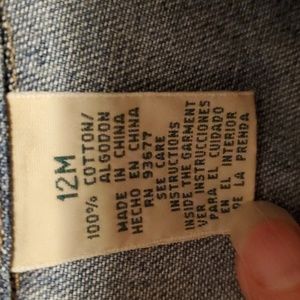 12M
100% COTTON/
ALGODON
MADE IN CHINA
HECHO EN CHINA
RN 93677
SEE CARE
INSTRUCTIONS
INSIDE THE GARMENT
VER INSTRUCCIONES
PARA EL CUIDADO
EN EL INTERIOR
DE LA PRENDA